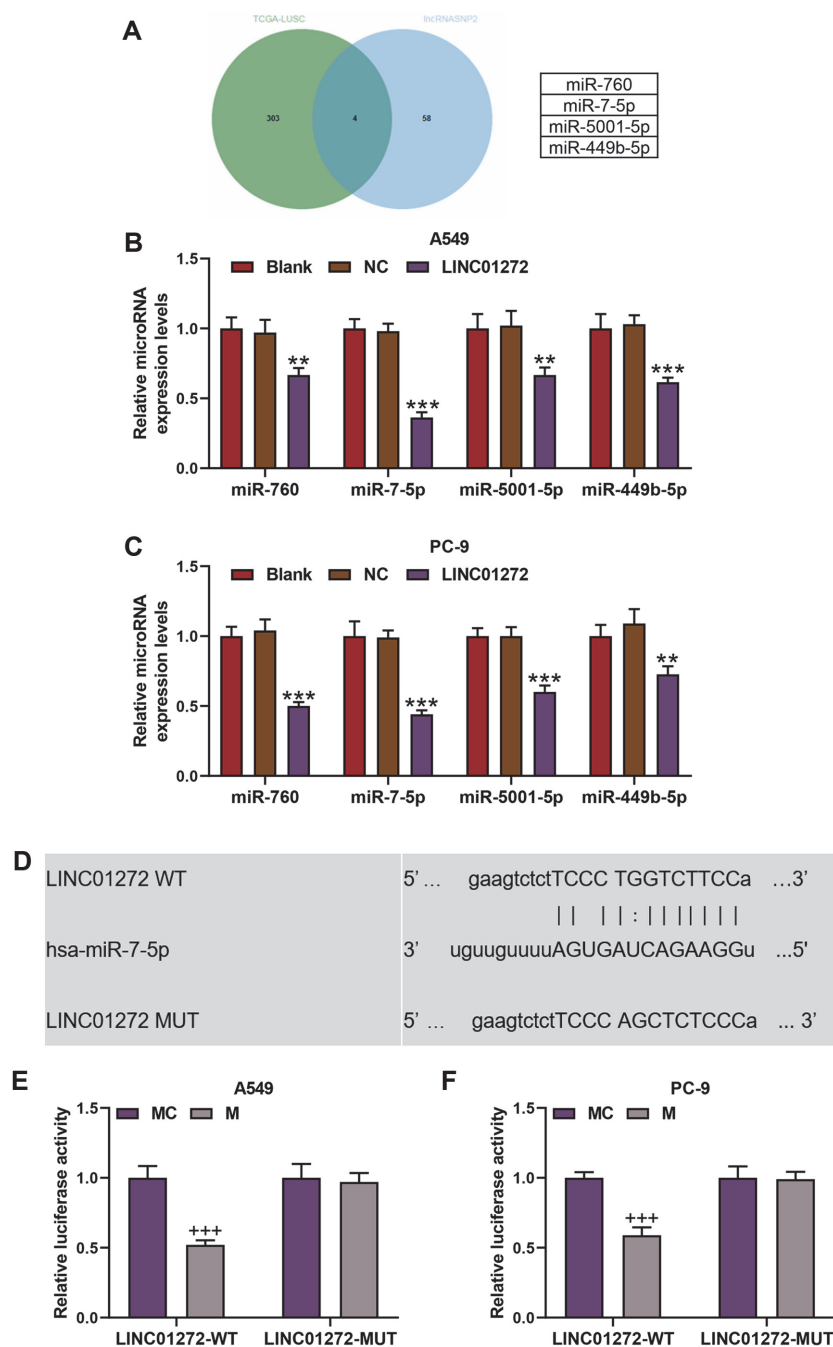 A
TCGA-LUSC
lncRNASNP2
303
4
58
miR-760
miR-7-5p
miR-5001-5p
miR-449b-5p
B
A549
Blank NC LINC01272
Relative microRNA
expression levels
1.5
1.0
0.5
0.0
** *** ** ***
miR-760 miR-7-5p miR-5001-5p miR-449b-5p
C
PC-9
Blank NC LINC01272
Relative microRNA
expression levels
1.5
1.0
0.5
0.0
*** *** *** **
miR-760 miR-7-5p miR-5001-5p miR-449b-5p
D
LINC01272 WT 5’ ... gaagtctctTCCC TGGTCTTCCa ...3’
| | | | : | | | | | | |
hsa-miR-7-5p 3’ uguuguuuuAGUGAUCAGAAGGu ...5'
LINC01272 MUT 5’ ... gaagtctctTCCC AGCTCTCCCa ... 3’
E
A549
MC M
Relative luciferase activity
1.5
1.0
0.5
0.0
+++
LINC01272-WT LINC01272-MUT
F
PC-9
MC M
Relative luciferase activity
1.5
1.0
0.5
0.0
+++
LINC01272-WT LINC01272-MUT